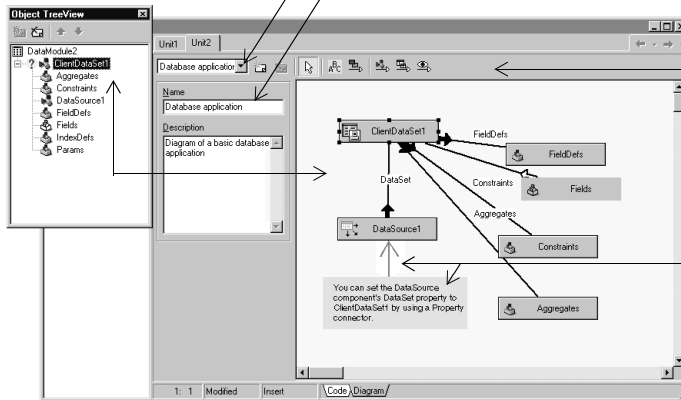 Object TreeView
DataModule2
? ClientDataSet1
Aggregates
Constraints
DataSource1
FieldDefs
Fields
IndexDefs
Params
Unit1 Unit2
Database application
Name
Database application
Description
Diagram of a basic database
application
ABC
ClientDataSet1
FieldDefs
FieldDefs
DataSet
Constraints
Fields
Aggregates
DataSource1
Constraints
You can set the DataSource
component's DataSet property to
ClientDataSet1 by using a Property
connector.
Aggregates
1: 1 Modified Insert Code Diagram